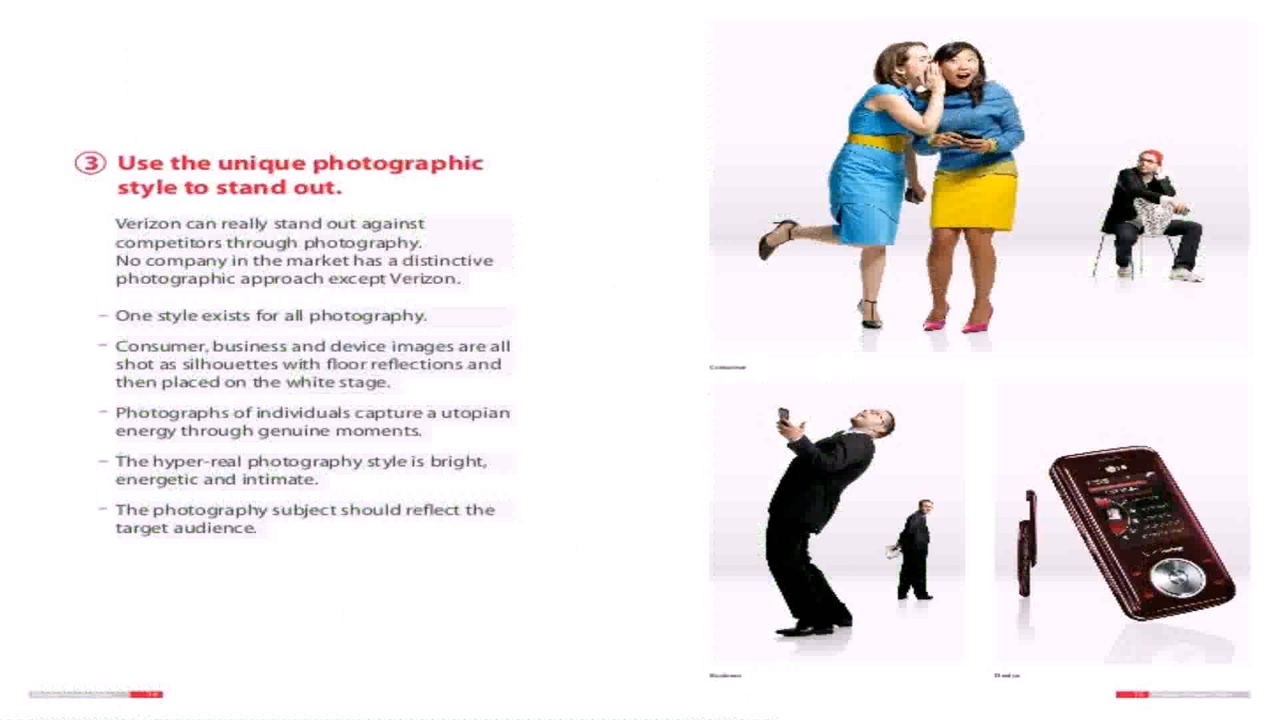 3 Use the unique photographic
style to stand out.
Verizon can really stand out against
competitors through photography.
No company in the market has a distinctive
photographic approach except Verizon.
– One style exists for all photography.
– Consumer, business and device images are all
shot as silhouettes with floor reflections and
then placed on the white stage.
– Photographs of individuals capture a utopian
energy through genuine moments.
– The hyper-real photography style is bright,
energetic and intimate.
– The photography subject should reflect the
target audience.
Consumer
LG
Business
Device